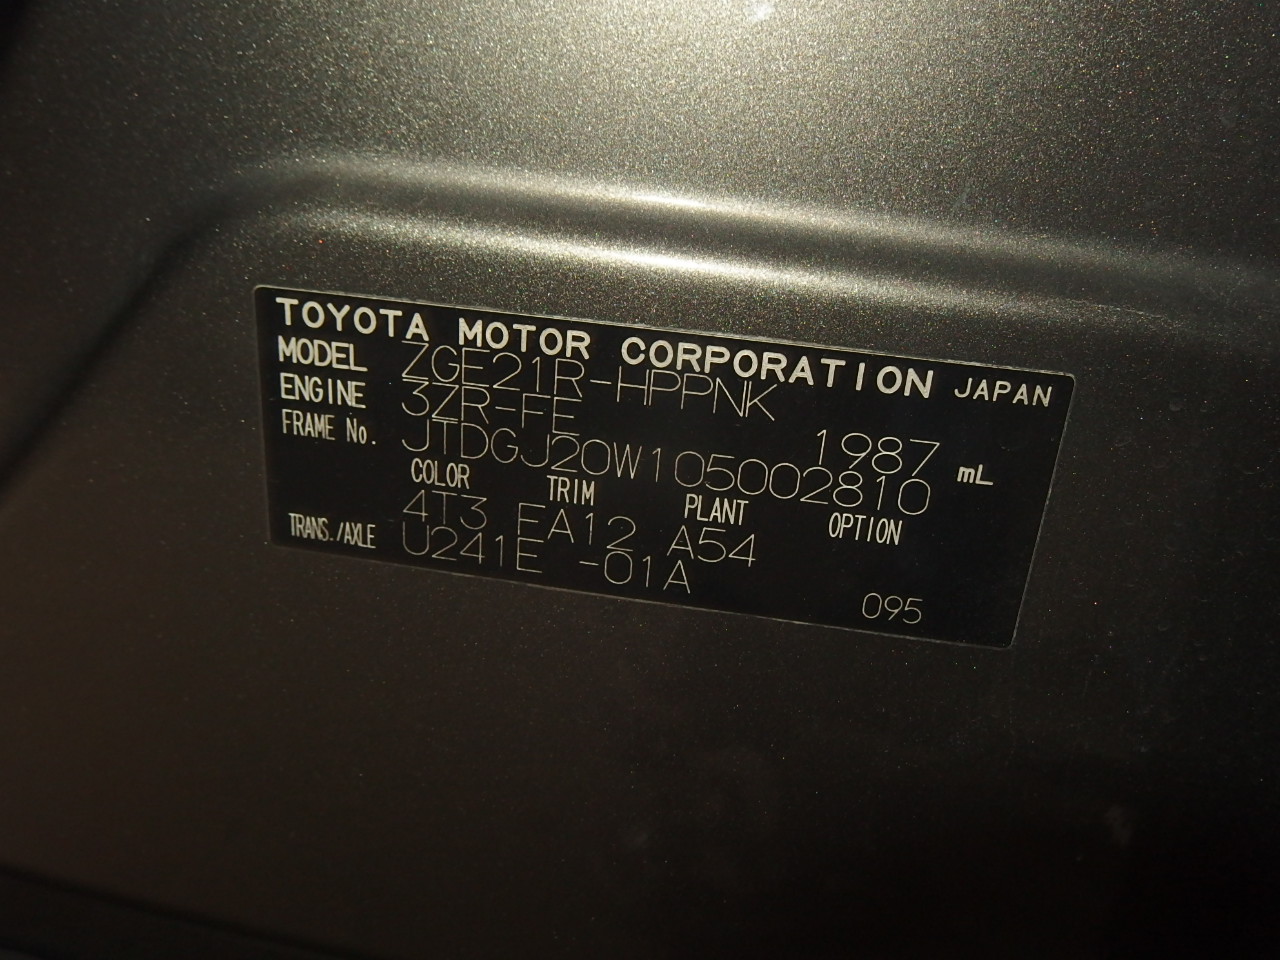 TOYOTA MOTOR CORPORATION JAPAN
MODEL ZGE21R-HPPNK
ENGINE 3ZR-FE 1987 mL
FRAME No. JTDGJ20W105002810
COLOR TRIM PLANT OPTION
4T3 EA12 A54
TRANS./AXLE U241E -01A
095